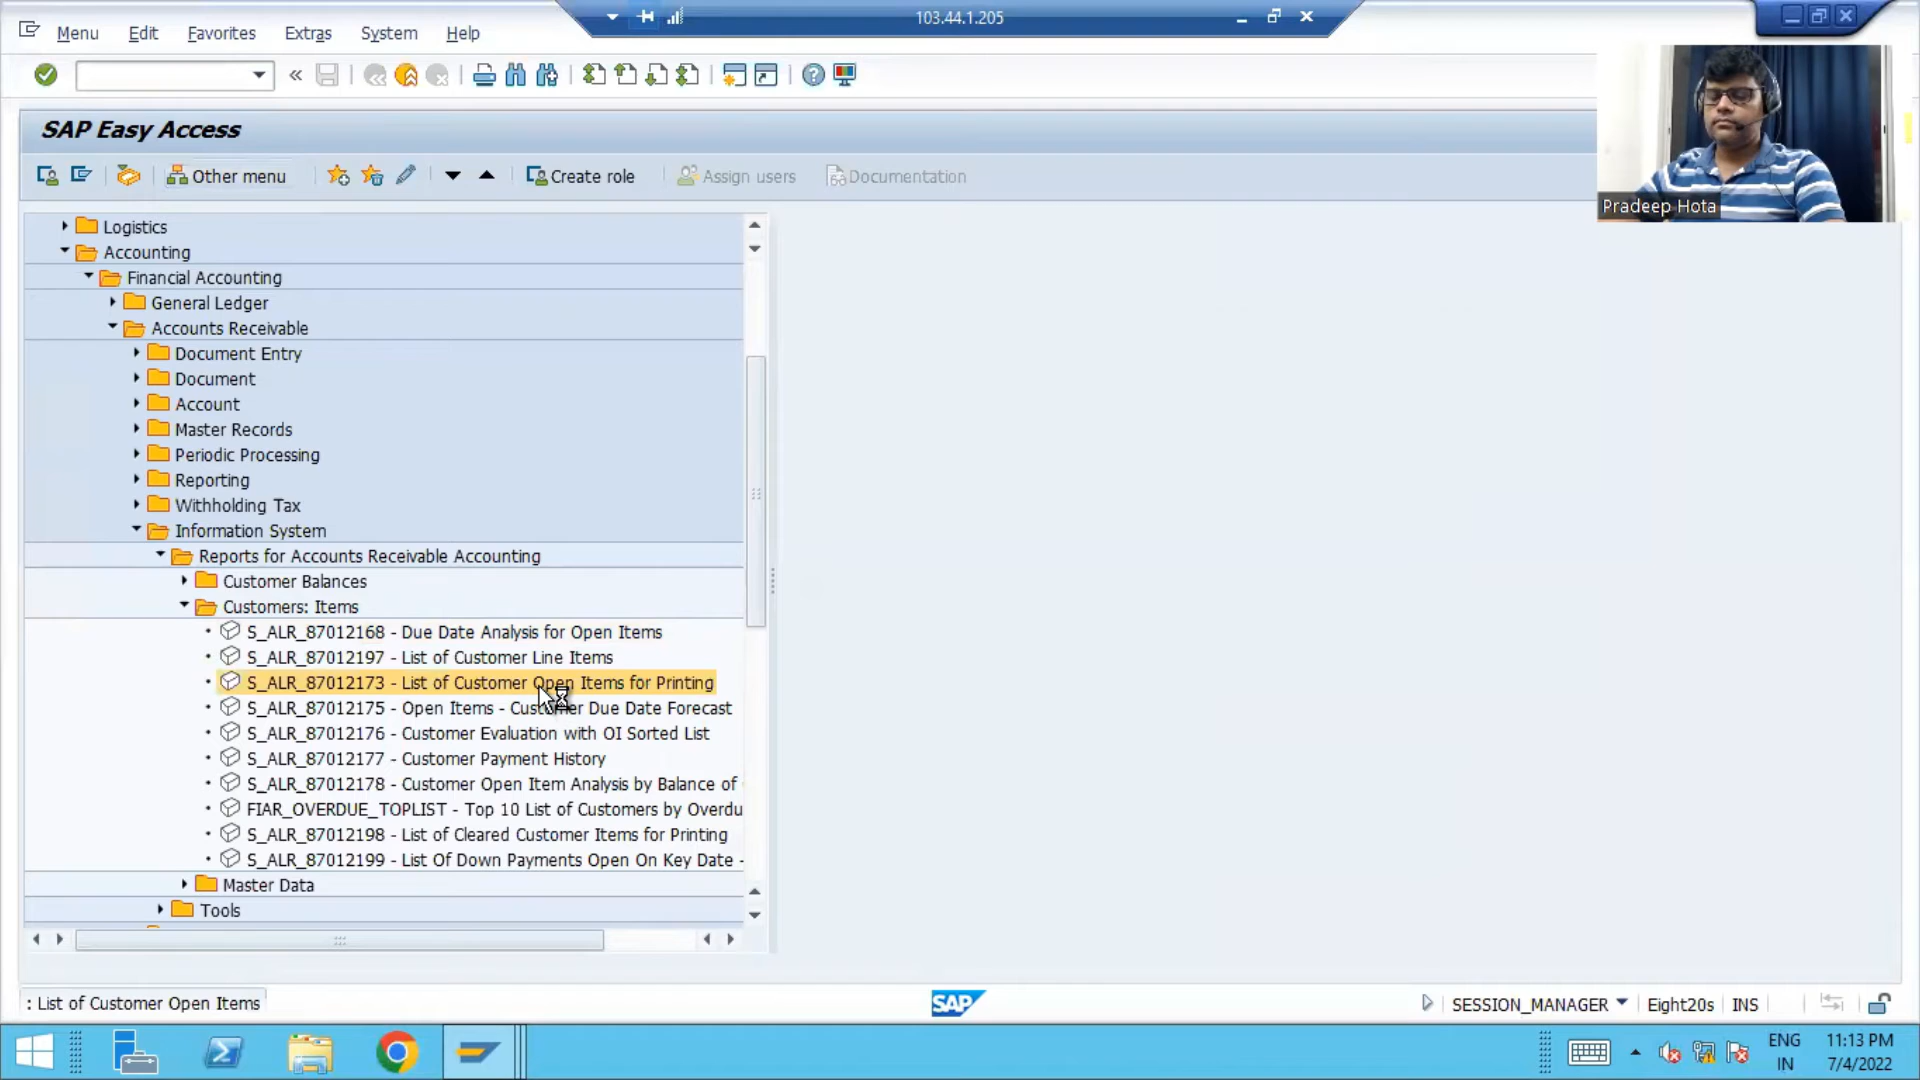 103.44.1.205
Menu Edit Favorites Extras System Help
SAP Easy Access
Other menu Create role Assign users Documentation
Pradeep Hota
Logistics
Accounting
Financial Accounting
General Ledger
Accounts Receivable
Document Entry
Document
Account
Master Records
Periodic Processing
Reporting
Withholding Tax
Information System
Reports for Accounts Receivable Accounting
Customer Balances
Customers: Items
S_ALR_87012168 - Due Date Analysis for Open Items
S_ALR_87012197 - List of Customer Line Items
S_ALR_87012173 - List of Customer Open Items for Printing
S_ALR_87012175 - Open Items - Customer Due Date Forecast
S_ALR_87012176 - Customer Evaluation with OI Sorted List
S_ALR_87012177 - Customer Payment History
S_ALR_87012178 - Customer Open Item Analysis by Balance of
FIAR_OVERDUE_TOPLIST - Top 10 List of Customers by Overdu
S_ALR_87012198 - List of Cleared Customer Items for Printing
S_ALR_87012199 - List Of Down Payments Open On Key Date -
Master Data
Tools
: List of Customer Open Items
SAP
SESSION_MANAGER Eight20s INS
ENG 11:13 PM
IN 7/4/2022